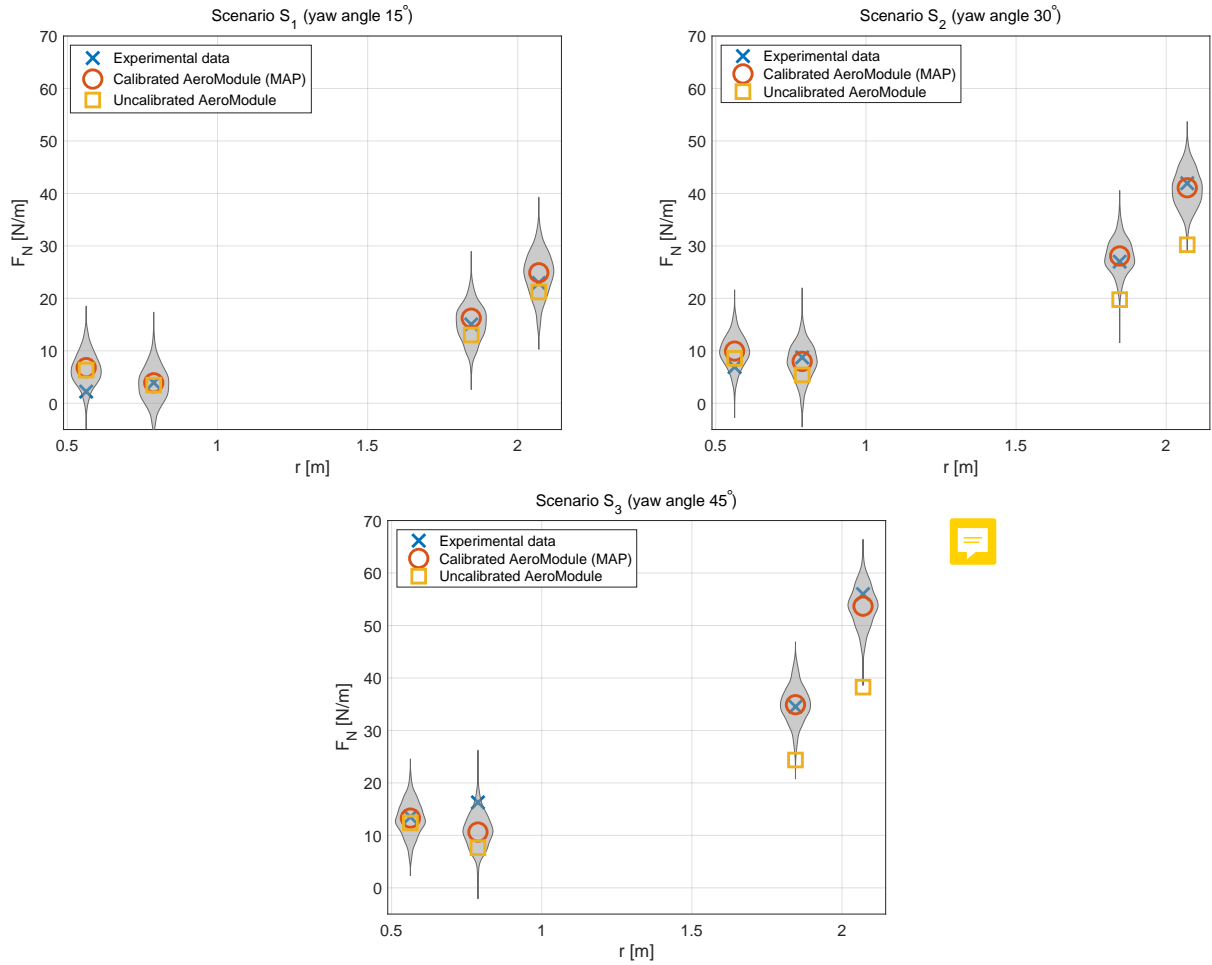 Scenario S1 (yaw angle 15°)
70
60
50
40
30
20
10
0
F_N [N/m]
Experimental data
Calibrated AeroModule (MAP)
Uncalibrated AeroModule
0.5 1 1.5 2
r [m]
Scenario S2 (yaw angle 30°)
70
60
50
40
30
20
10
0
F_N [N/m]
Experimental data
Calibrated AeroModule (MAP)
Uncalibrated AeroModule
0.5 1 1.5 2
r [m]
Scenario S3 (yaw angle 45°)
70
60
50
40
30
20
10
0
F_N [N/m]
Experimental data
Calibrated AeroModule (MAP)
Uncalibrated AeroModule
0.5 1 1.5 2
r [m]